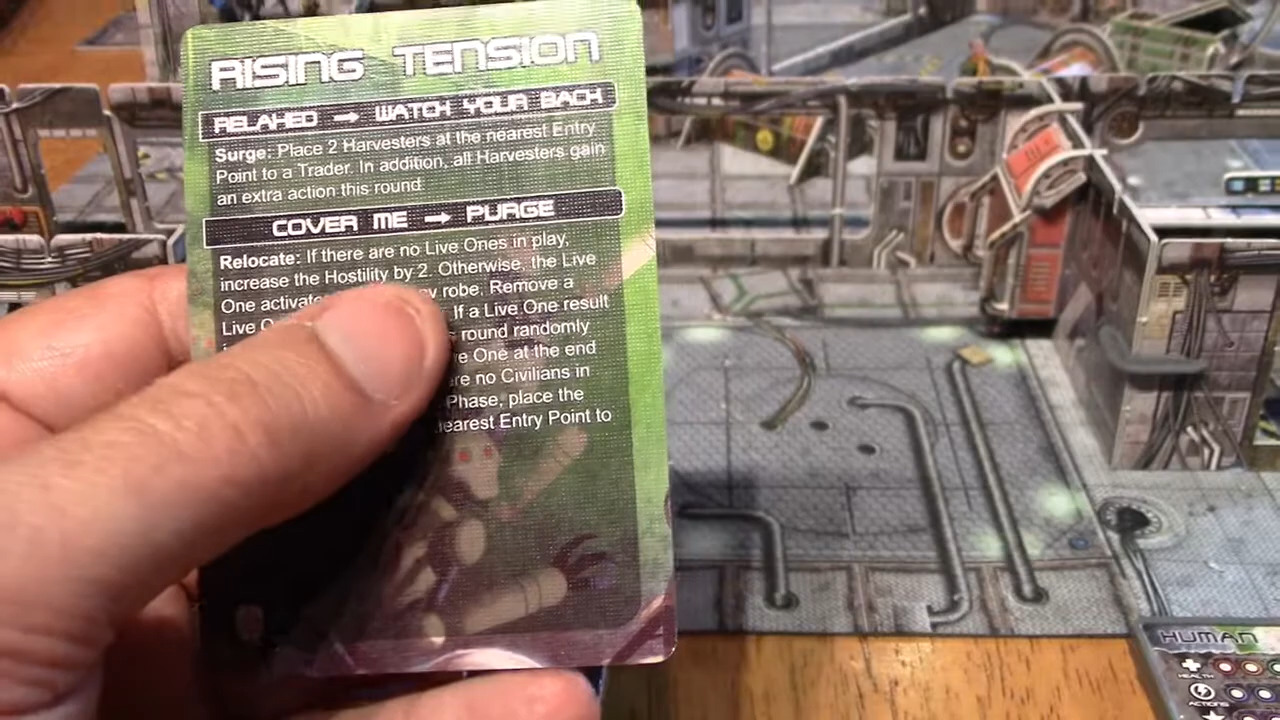 RISING TENSION
RELAXED → WATCH YOUR BACK
Surge: Place 2 Harvesters at the nearest Entry
Point to a Trader. In addition, all Harvesters gain
an extra action this round.
COVER ME → PURGE
Relocate: If there are no Live Ones in play,
increase the Hostility by 2. Otherwise, the Live
One robe. Remove a
Live If a Live One result
round randomly
One at the end
are no Civilians in
Phase, place the
nearest Entry Point to
HUMAN
HEALTH
ACTIONS